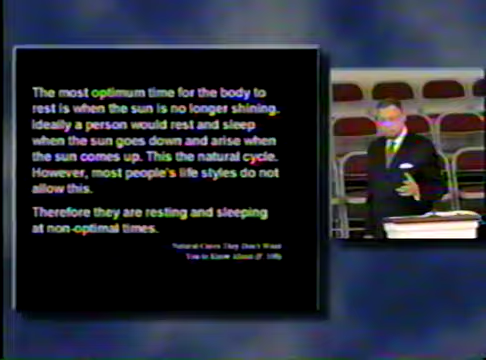 The most optimum time for the body to
rest is when the sun is no longer shining.
Ideally a person would rest and sleep
when the sun goes down and arise when
the sun comes up. This the natural cycle.
However, most people's life styles do not
allow this.
Therefore they are resting and sleeping
at non-optimal times.
Natural Cures They Don't Want
You to Know About (P.